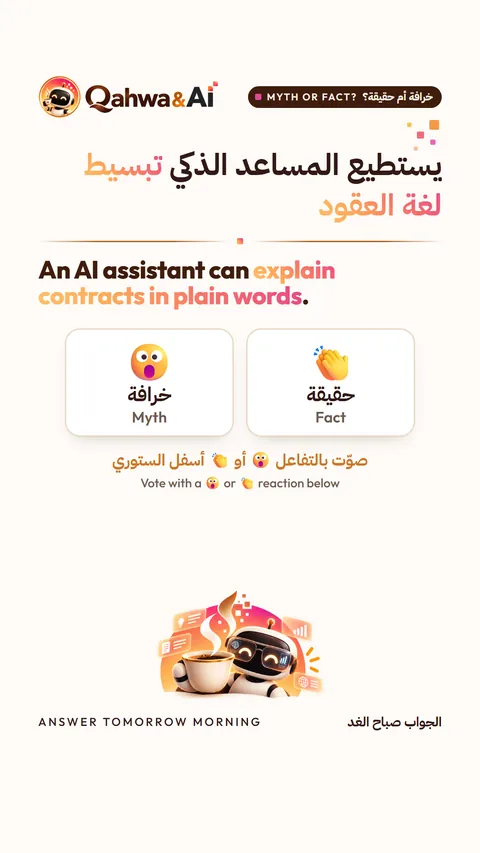 Qahwa&Ai
MYTH OR FACT? خرافة أم حقيقة؟
يستطيع المساعد الذكي تبسيط
لغة العقود
An AI assistant can explain
contracts in plain words.
خرافة
Myth
حقيقة
Fact
صوّت بالتفاعل 😮 أو 👏 أسفل الستوري
Vote with a 😮 or 👏 reaction below
ANSWER TOMORROW MORNING
الجواب صباح الغد